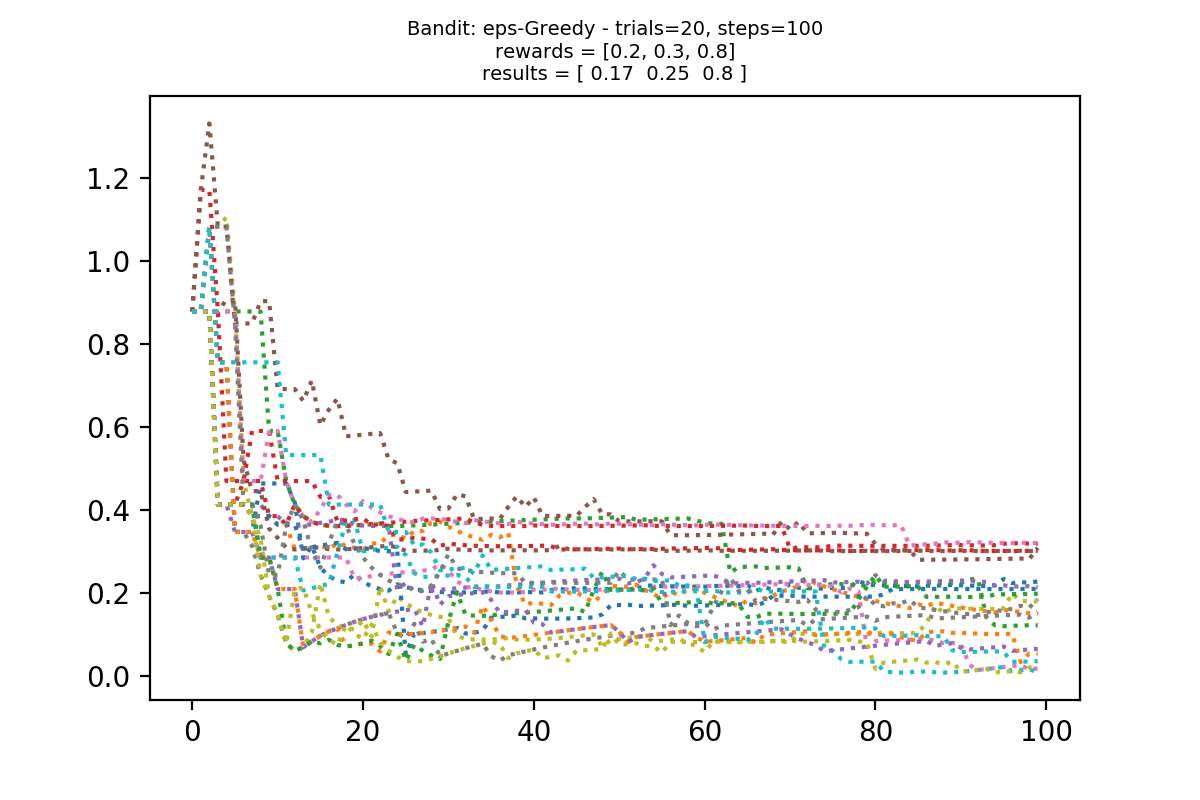 Bandit: eps-Greedy - trials=20, steps=100
rewards = [0.2, 0.3, 0.8]
results = [ 0.17  0.25  0.8 ]
1.2
1.0
0.8
0.6
0.4
0.2
0.0
0 20 40 60 80 100